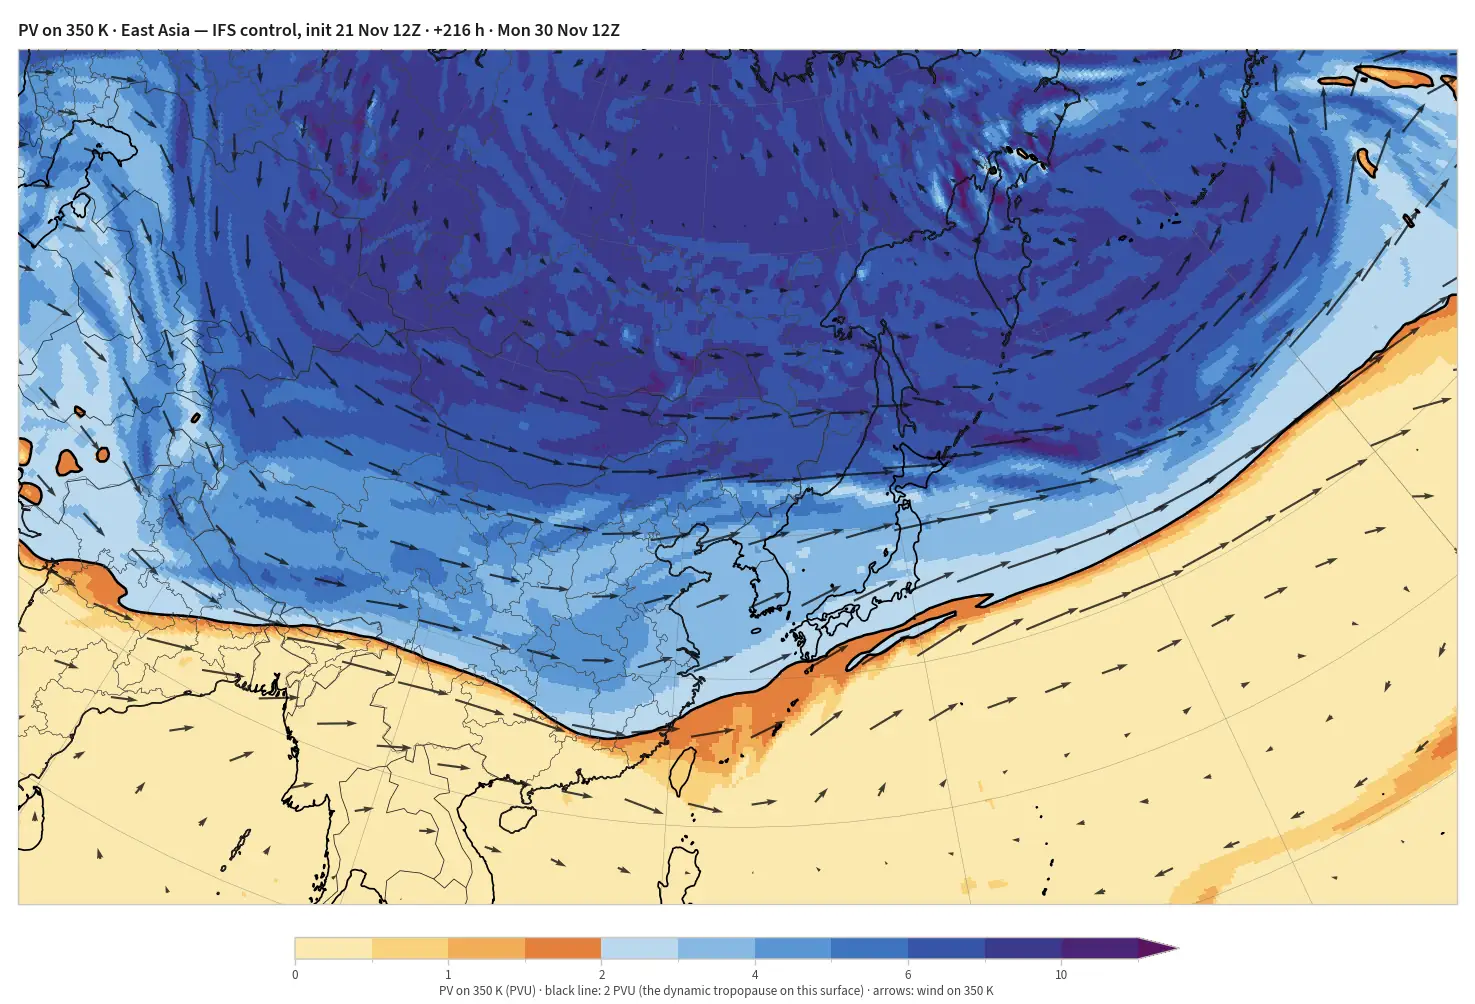 PV on 350 K · East Asia — IFS control, init 21 Nov 12Z · +216 h · Mon 30 Nov 12Z
0 1 2 4 6 10
PV on 350 K (PVU) · black line: 2 PVU (the dynamic tropopause on this surface) · arrows: wind on 350 K